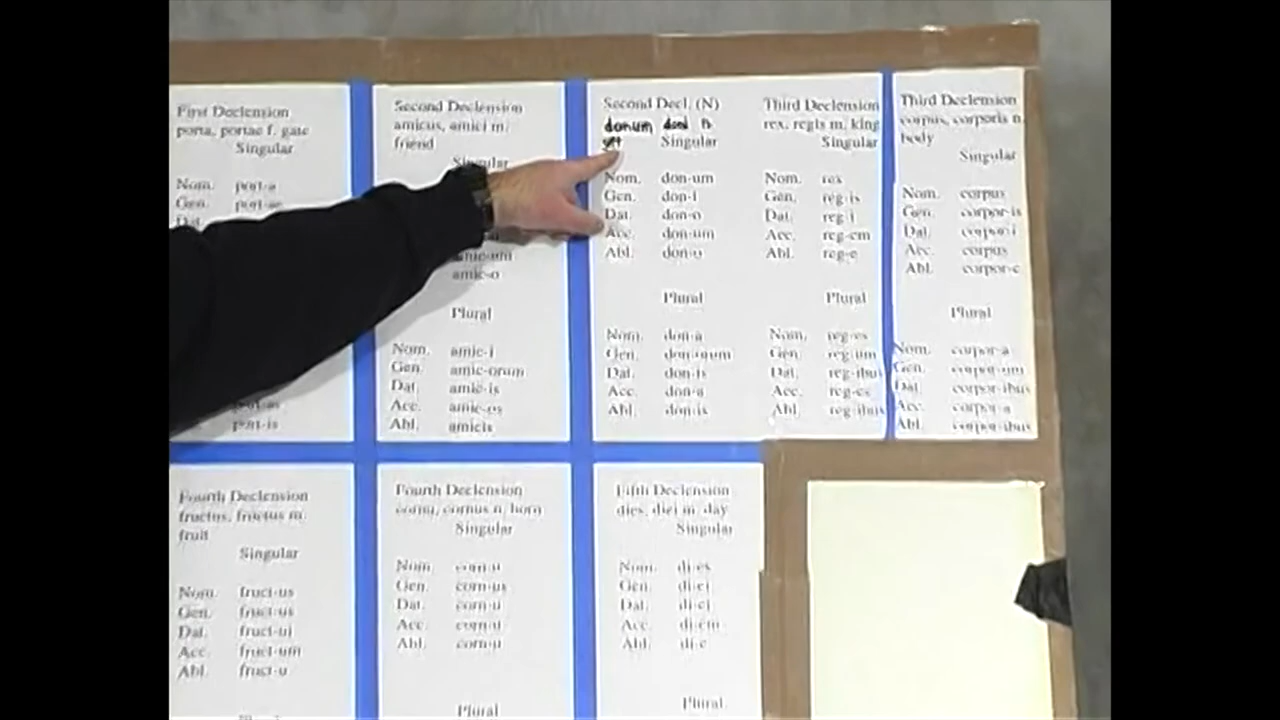 First Declension
porta, portae f. gate
Singular
Nom. port-a
Gen. port-ae
Dat.
port-is
Second Declension
amicus, amici m.
friend
Singular
amic-um
amic-o
Plural
Nom. amic-i
Gen. amic-orum
Dat. amic-is
Acc. amic-os
Abl. amicis
Second Decl. (N)
donum doni n.
gift Singular
Nom. don-um
Gen. don-i
Dat. don-o
Acc. don-um
Abl. don-o
Plural
Nom. don-a
Gen. don-orum
Dat. don-is
Acc. don-a
Abl. don-is
Third Declension
rex, regis m. king
Singular
Nom. rex
Gen. reg-is
Dat. reg-i
Acc. reg-em
Abl. reg-e
Plural
Nom. reg-es
Gen. reg-um
Dat. reg-ibus
Acc. reg-es
Abl. reg-ibus
Third Declension
corpus, corporis n.
body
Singular
Nom. corpus
Gen. corpor-is
Dat. corpor-i
Acc. corpus
Abl. corpor-e
Plural
Nom. corpor-a
Gen. corpor-um
Dat. corpor-ibus
Acc. corpor-a
Abl. corpor-ibus
Fourth Declension
fructus, fructus m.
fruit
Singular
Nom. fruct-us
Gen. fruct-us
Dat. fruct-ui
Acc. fruct-um
Abl. fruct-u
Fourth Declension
cornu, cornus n. horn
Singular
Nom. corn-u
Gen. corn-us
Dat. corn-u
Acc. corn-u
Abl. corn-u
Plural
Fifth Declension
dies, diei m. day
Singular
Nom. di-es
Gen. di-ei
Dat. di-ei
Acc. di-em
Abl. di-e
Plural